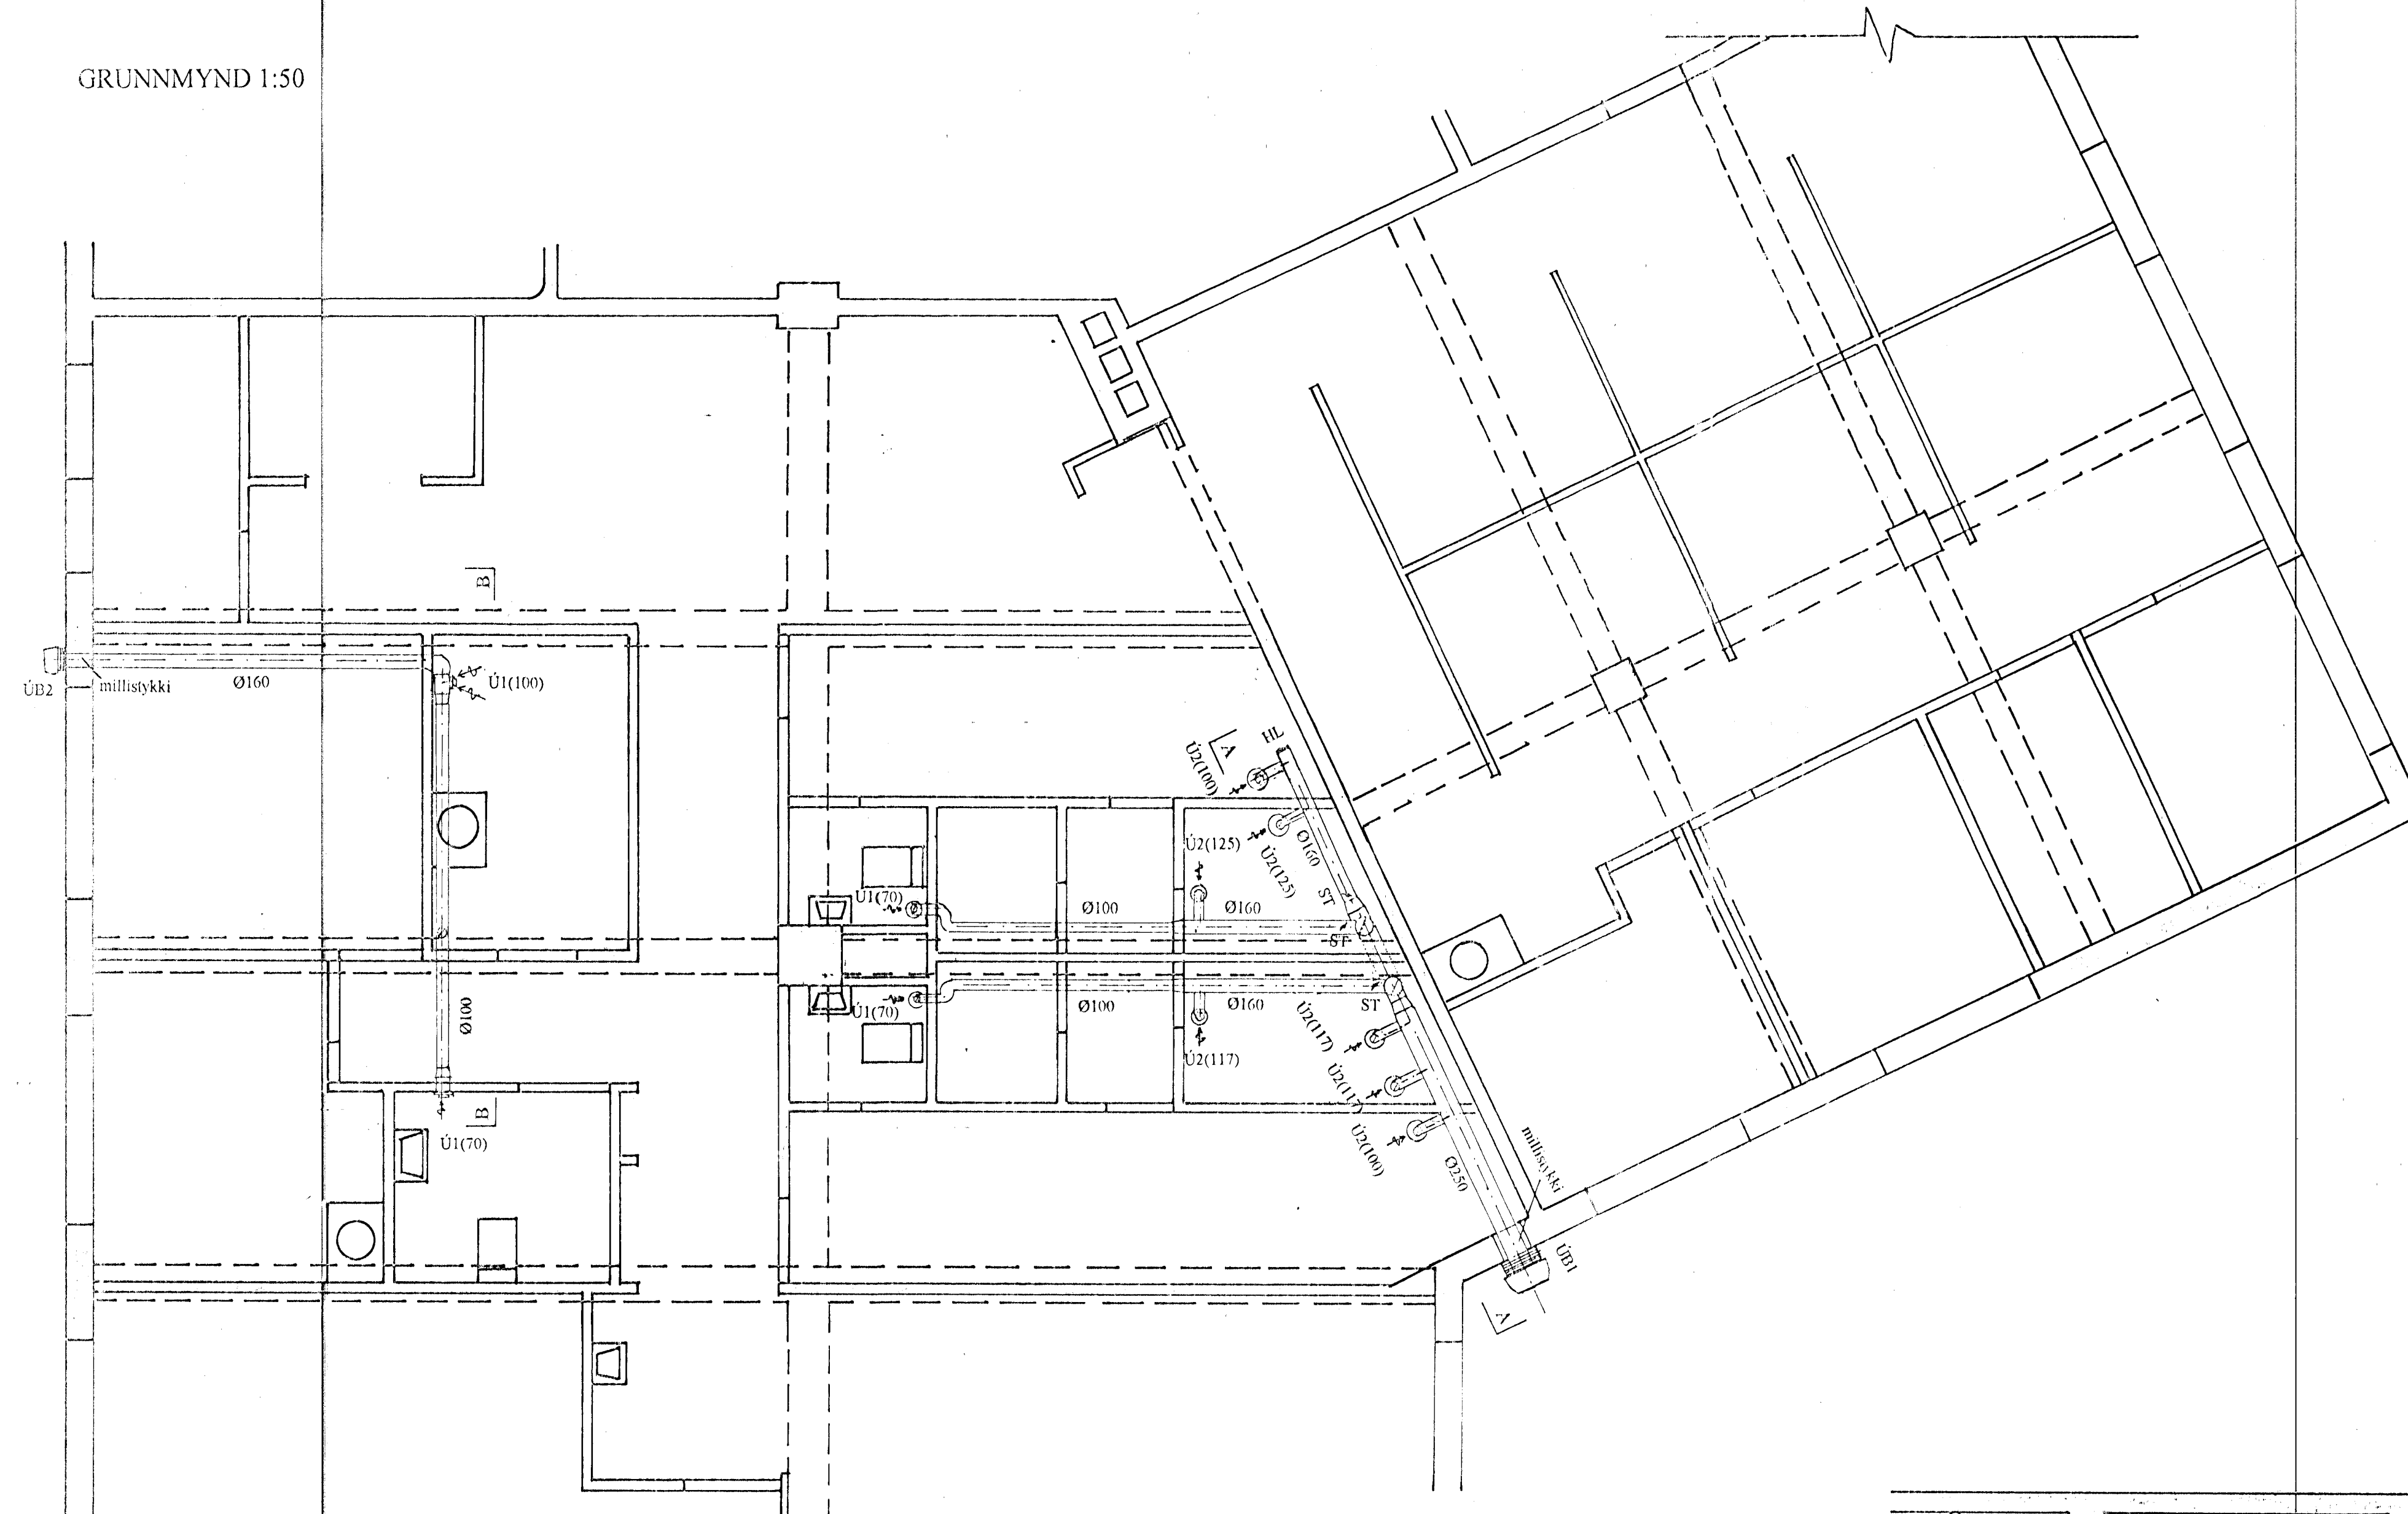 GRUNNMYND 1:50
B
ÚB2
millistykki
Ø160
Ú1(100)
HL
A
Ú2(100)
Ú2(125)
Ø160
Ú2(125)
ST
Ú1(70)
Ø100
Ø160
ST
Ø100
Ú1(70)
Ø100
Ø160
ST
Ú2(117)
Ú2(117)
Ú2(117)
B
Ú1(70)
Ú2(100)
Ø250
millistykki
ÚB1
A